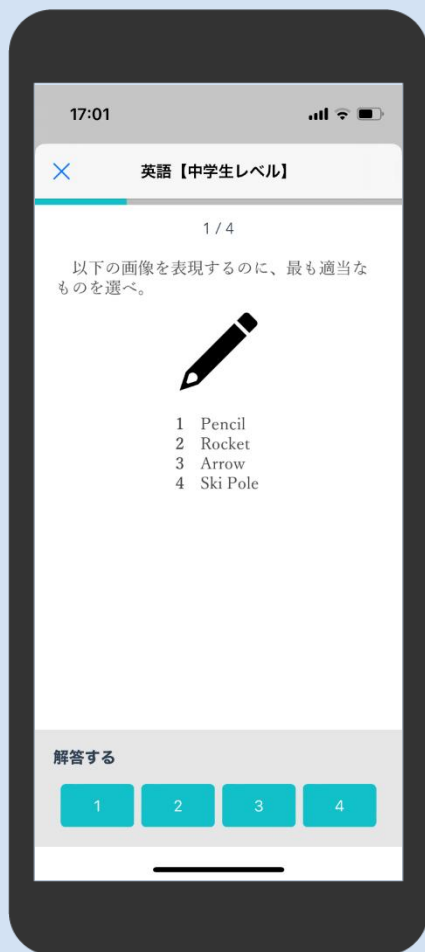 17:01
英語【中学生レベル】
1 / 4
以下の画像を表現するのに、最も適当な
ものを選べ。
1 Pencil
2 Rocket
3 Arrow
4 Ski Pole
解答する
1 2 3 4